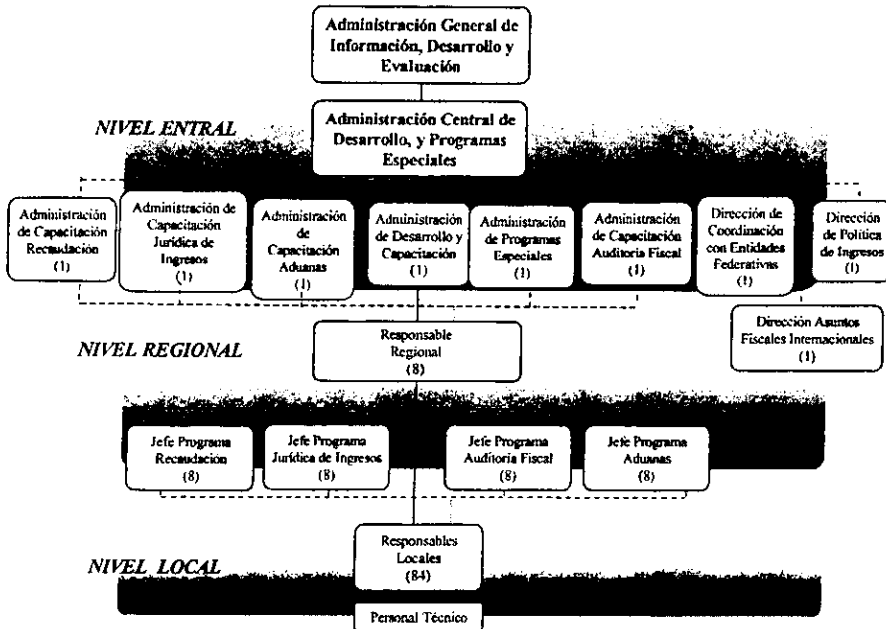 Administración General de
Información, Desarrollo y
Evaluación
Administración Central de
Desarrollo, y Programas
Especiales
NIVEL ENTRAL
Administración
de Capacitación
Recaudación
(1)
Administración de
Capacitación
Jurídica de
Ingresos
(1)
Administración
de
Capacitación
Aduanas
(1)
Administración
de Desarrollo y
Capacitación
(1)
Administración
de Programas
Especiales
(1)
Administración
de Capacitación
Auditoria Fiscal
(1)
Dirección de
Coordinación
con Entidades
Federativas
(1)
Dirección
de Política
de Ingresos
(1)
Dirección Asuntos
Fiscales Internacionales
(1)
NIVEL REGIONAL
Responsable
Regional
(8)
Jefe Programa
Recaudación
(8)
Jefe Programa
Jurídica de Ingresos
(8)
Jefe Programa
Auditoría Fiscal
(8)
Jefe Programa
Aduanas
(8)
NIVEL LOCAL
Responsables
Locales
(84)
Personal Técnico